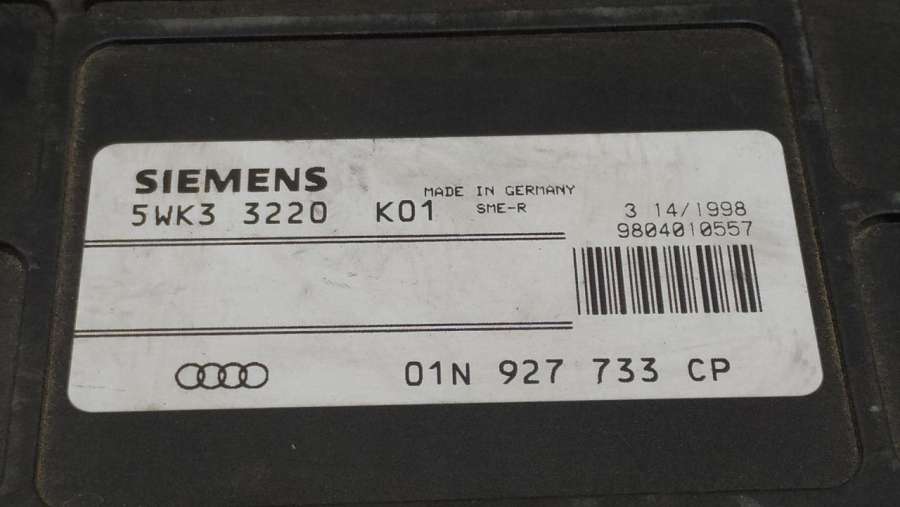 SIEMENS
MADE IN GERMANY
5WK3 3220 K01 SME-R
3 14/1998
9804010557
01N 927 733 CP